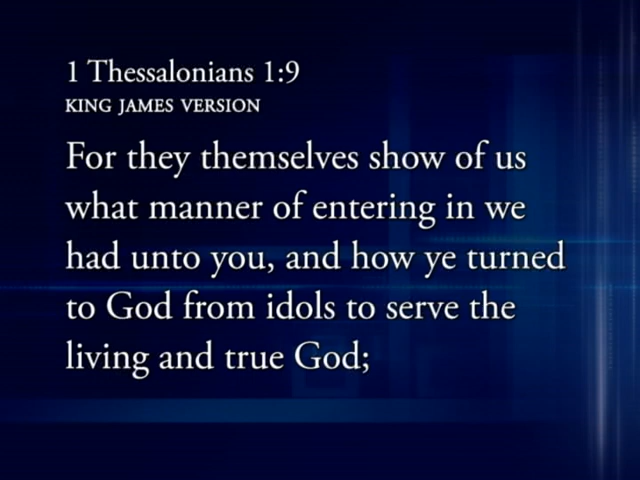 1 Thessalonians 1:9
KING JAMES VERSION
For they themselves show of us
what manner of entering in we
had unto you, and how ye turned
to God from idols to serve the
living and true God;